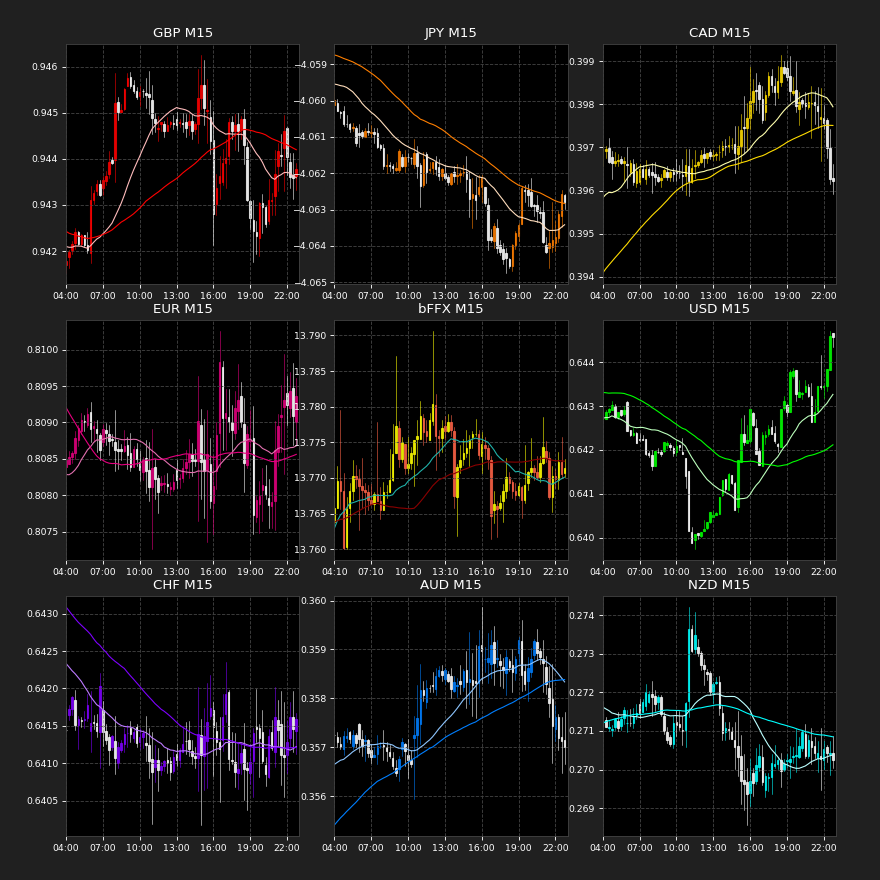 GBP M15
0.946
0.945
0.944
0.943
0.942
04:00 07:00 10:00 13:00 16:00 19:00 22:00
JPY M15
−4.059
−4.060
−4.061
−4.062
−4.063
−4.064
−4.065
04:00 07:00 10:00 13:00 16:00 19:00 22:00
CAD M15
0.399
0.398
0.397
0.396
0.395
0.394
04:00 07:00 10:00 13:00 16:00 19:00 22:00
EUR M15
0.8100
0.8095
0.8090
0.8085
0.8080
0.8075
04:00 07:00 10:00 13:00 16:00 19:00 22:00
bFFX M15
13.790
13.785
13.780
13.775
13.770
13.765
13.760
04:10 07:10 10:10 13:10 16:10 19:10 22:10
USD M15
0.644
0.643
0.642
0.641
0.640
04:00 07:00 10:00 13:00 16:00 19:00 22:00
CHF M15
0.6430
0.6425
0.6420
0.6415
0.6410
0.6405
04:00 07:00 10:00 13:00 16:00 19:00 22:00
AUD M15
0.360
0.359
0.358
0.357
0.356
04:00 07:00 10:00 13:00 16:00 19:00 22:00
NZD M15
0.274
0.273
0.272
0.271
0.270
0.269
04:00 07:00 10:00 13:00 16:00 19:00 22:00